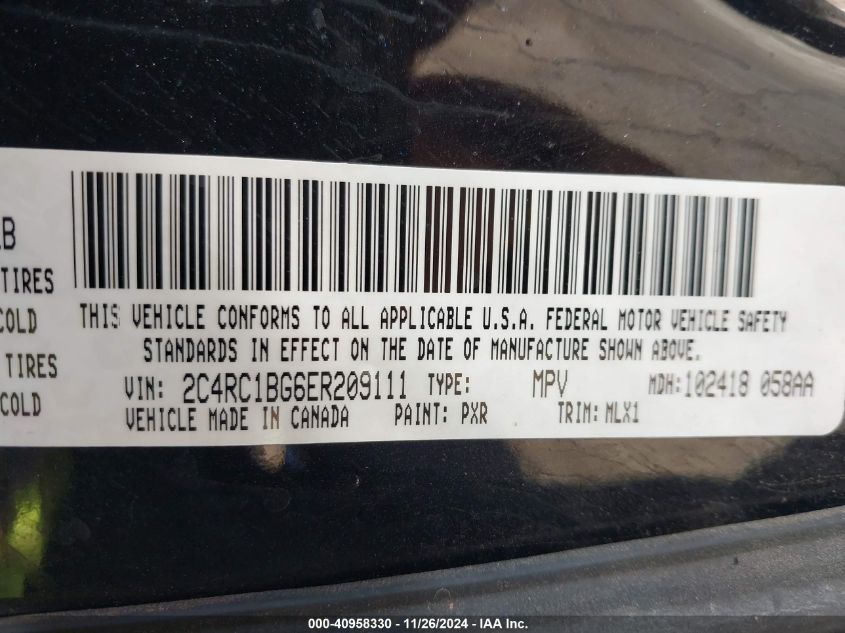 B
TIRES
COLD
THIS VEHICLE CONFORMS TO ALL APPLICABLE U.S.A. FEDERAL MOTOR VEHICLE SAFETY
STANDARDS IN EFFECT ON THE DATE OF MANUFACTURE SHOWN ABOVE.
TIRES
VIN: 2C4RC1BG6ER209111 TYPE: MPV MDH:102418 058AA
COLD
VEHICLE MADE IN CANADA PAINT: PXR TRIM: MLX1
000-40958330 - 11/26/2024 - IAA Inc.